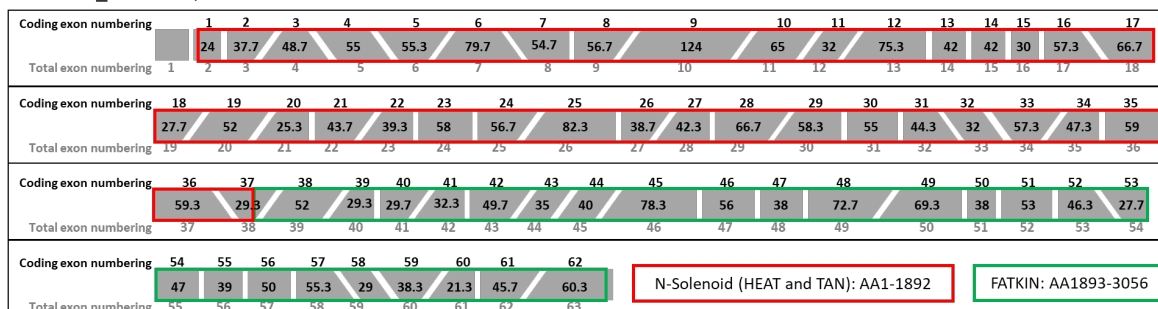 Coding exon numbering 1 2 3 4 5 6 7 8 9 10 11 12 13 14 15 16 17
24 37.7 48.7 55 55.3 79.7 54.7 56.7 124 65 32 75.3 42 42 30 57.3 66.7
Total exon numbering 1 2 3 4 5 6 7 8 9 10 11 12 13 14 15 16 17 18
Coding exon numbering 18 19 20 21 22 23 24 25 26 27 28 29 30 31 32 33 34 35
27.7 52 25.3 43.7 39.3 58 56.7 82.3 38.7 42.3 66.7 58.3 55 44.3 32 57.3 47.3 59
Total exon numbering 19 20 21 22 23 24 25 26 27 28 29 30 31 32 33 34 35 36
Coding exon numbering 36 37 38 39 40 41 42 43 44 45 46 47 48 49 50 51 52 53
59.3 29.3 52 29.3 29.7 32.3 49.7 35 40 78.3 56 38 72.7 69.3 38 53 46.3 27.7
Total exon numbering 37 38 39 40 41 42 43 44 45 46 47 48 49 50 51 52 53 54
Coding exon numbering 54 55 56 57 58 59 60 61 62
47 39 50 55.3 29 38.3 21.3 45.7 60.3 N-Solenoid (HEAT and TAN): AA1-1892 FATKIN: AA1893-3056
Total exon numbering 55 56 57 58 59 60 61 62 63